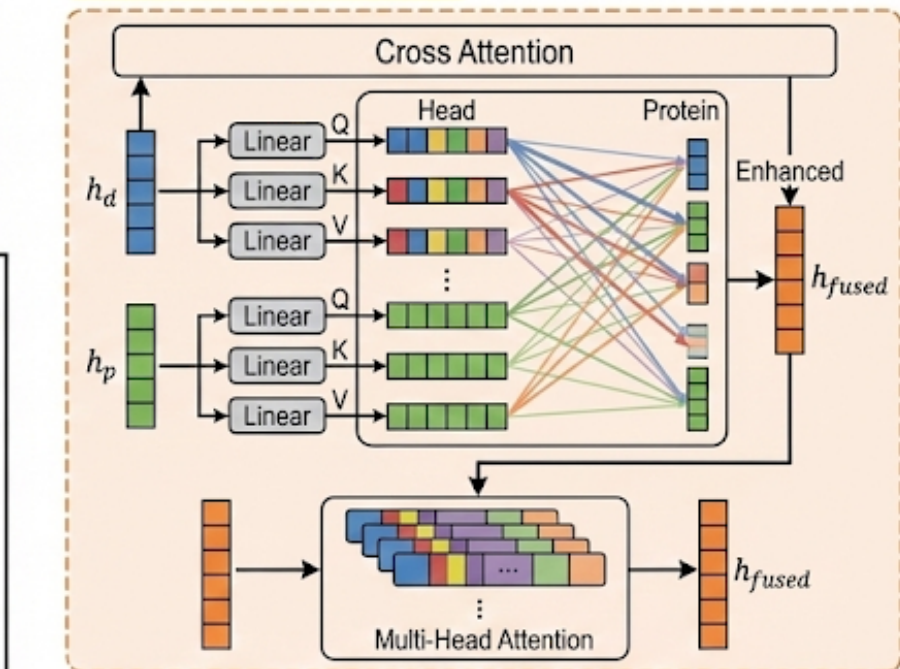 Cross Attention
Head
Protein
h_d
Linear
Q
Linear
K
Linear
V
Enhanced
h_fused
⋮
h_p
Linear
Q
Linear
K
Linear
V
...
⋮
Multi-Head Attention
h_fused